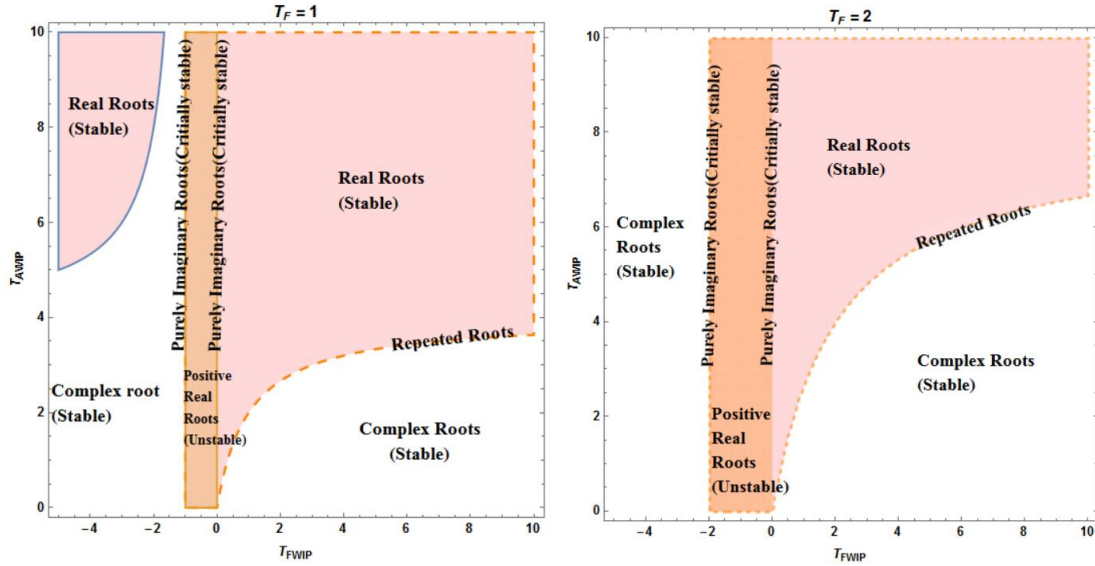 T_F = 1
10
8
6
4
2
0
T_AWIP
Real Roots
(Stable)
Purely Imaginary Roots(Critially stable)
Purely Imaginary Roots(Critially stable)
Real Roots
(Stable)
Repeated Roots
Complex root
(Stable)
Positive
Real
Roots
(Unstable)
Complex Roots
(Stable)
-4 -2 0 2 4 6 8 10
T_FWIP
T_F = 2
10
8
6
4
2
0
T_AWIP
Complex
Roots
(Stable)
Purely Imaginary Roots(Critially stable)
Purely Imaginary Roots(Critially stable)
Real Roots
(Stable)
Repeated Roots
Complex Roots
(Stable)
Positive
Real
Roots
(Unstable)
-4 -2 0 2 4 6 8 10
T_FWIP